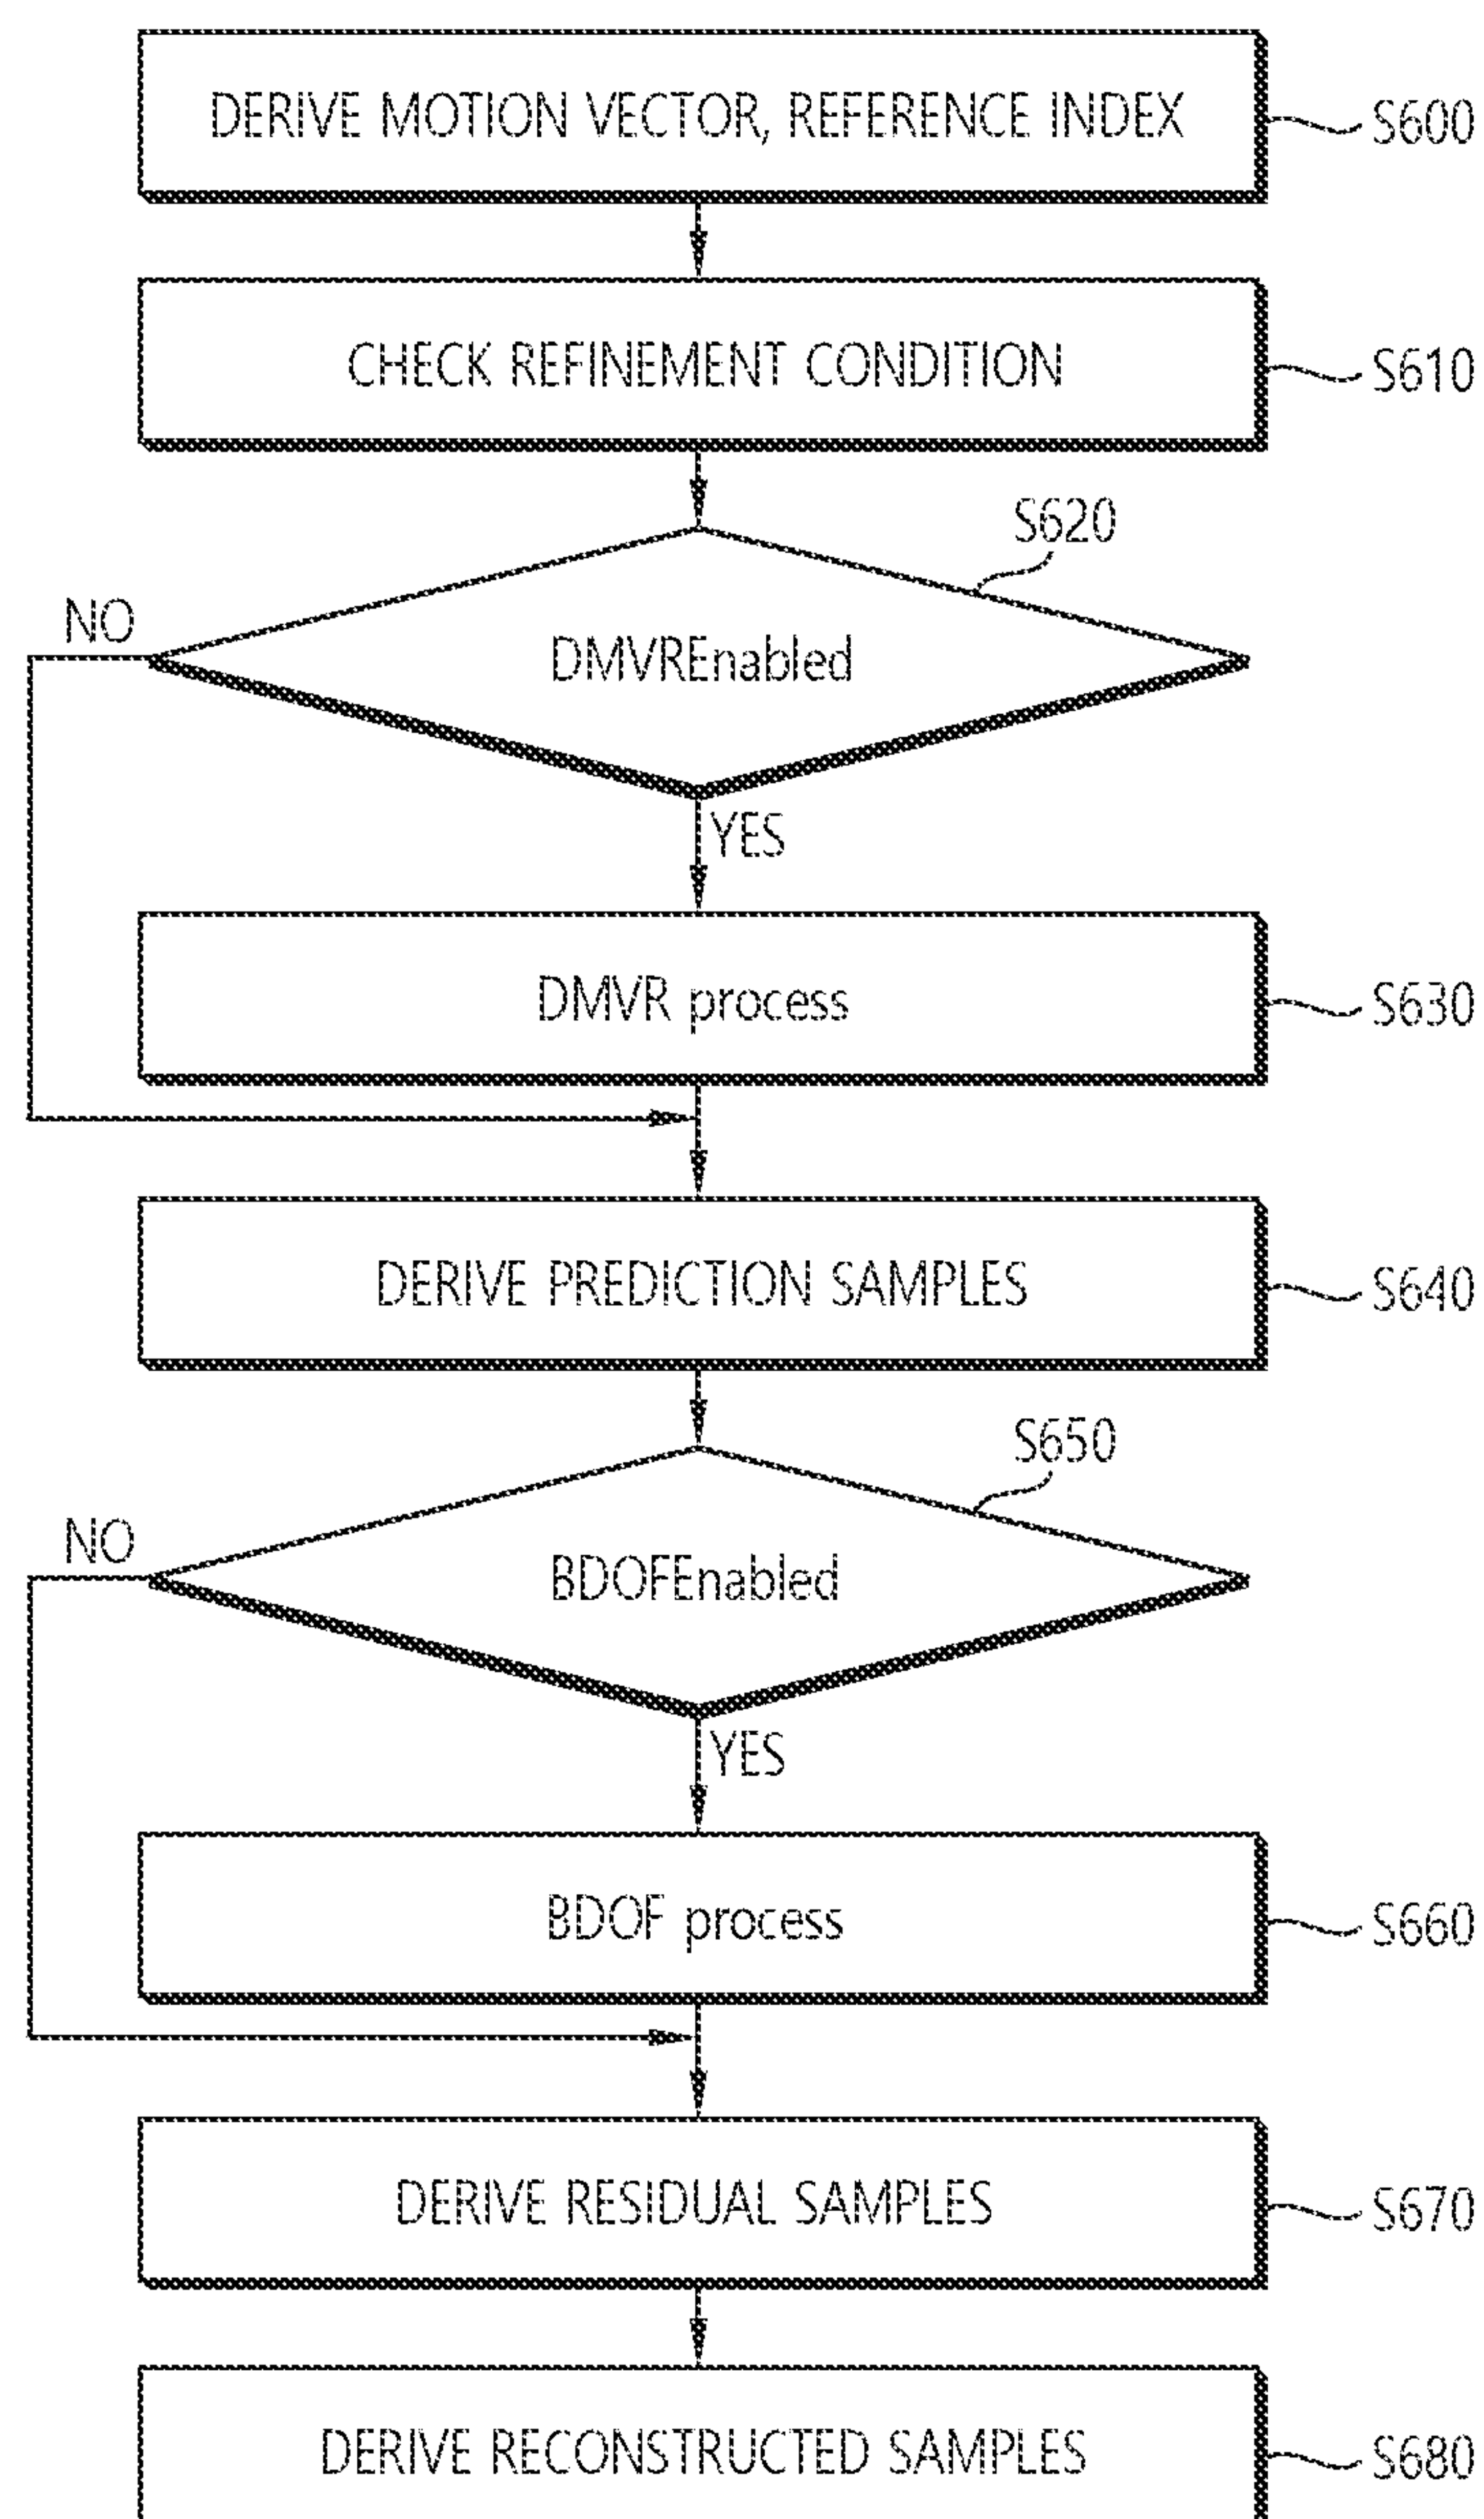 DERIVE MOTION VECTOR, REFERENCE INDEX
S600
CHECK REFINEMENT CONDITION
S610
S620
NO
DMVREnabled
YES
DMVR process
S630
DERIVE PREDICTION SAMPLES
S640
S650
NO
BDOFEnabled
YES
BDOF process
S660
DERIVE RESIDUAL SAMPLES
S670
DERIVE RECONSTRUCTED SAMPLES
S680